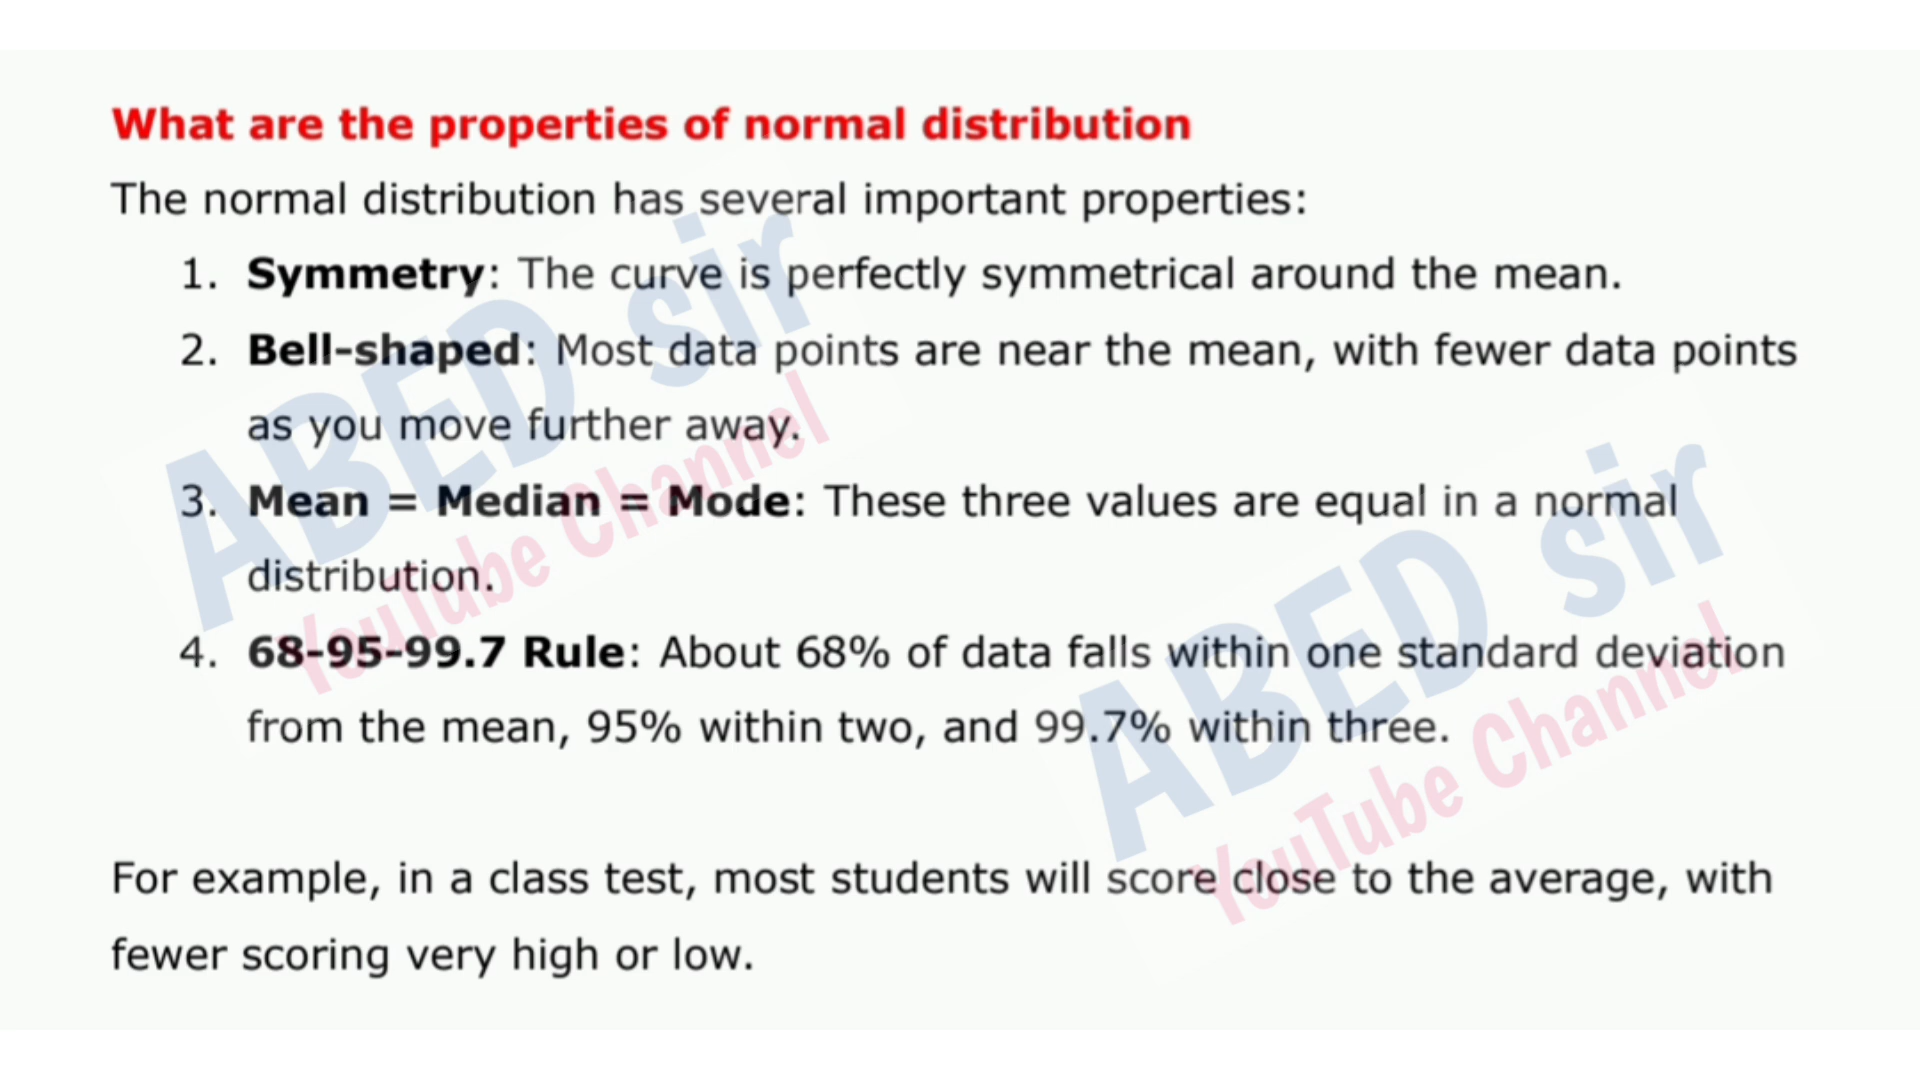 What are the properties of normal distribution
The normal distribution has several important properties:
1. Symmetry: The curve is perfectly symmetrical around the mean.
2. Bell-shaped: Most data points are near the mean, with fewer data points
as you move further away.
3. Mean = Median = Mode: These three values are equal in a normal
distribution.
4. 68-95-99.7 Rule: About 68% of data falls within one standard deviation
from the mean, 95% within two, and 99.7% within three.
For example, in a class test, most students will score close to the average, with
fewer scoring very high or low.
ABED sir
YouTube Channel
ABED sir
YouTube Channel